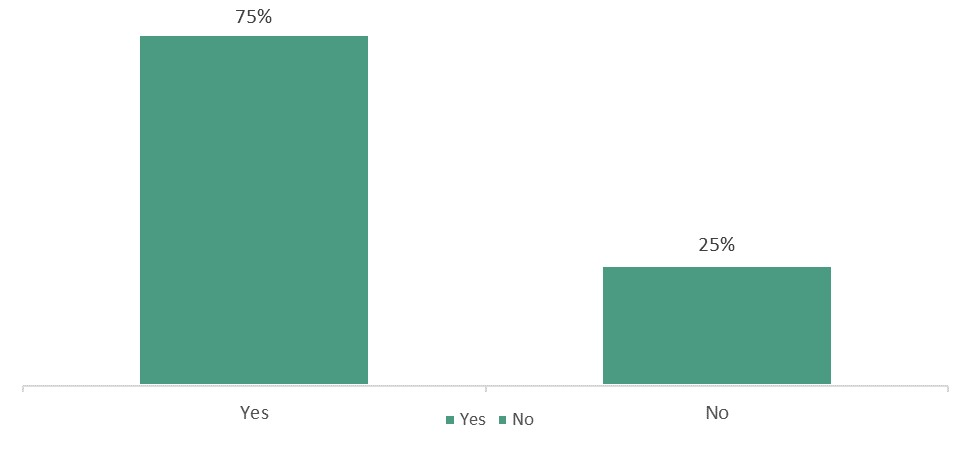 75%
25%
Yes
No
Yes No